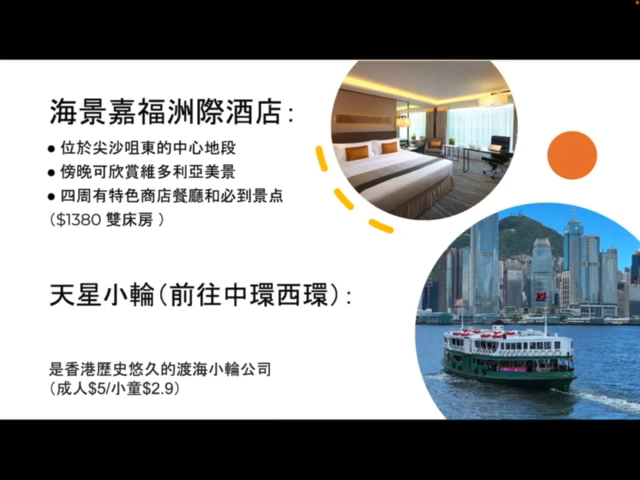 海景嘉福洲際酒店：
● 位於尖沙咀東的中心地段
● 傍晚可欣賞維多利亞美景
● 四周有特色商店餐廳和必到景点
（$1380 雙床房 ）
天星小輪（前往中環西環）：
是香港歷史悠久的渡海小輪公司
（成人$5/小童$2.9）